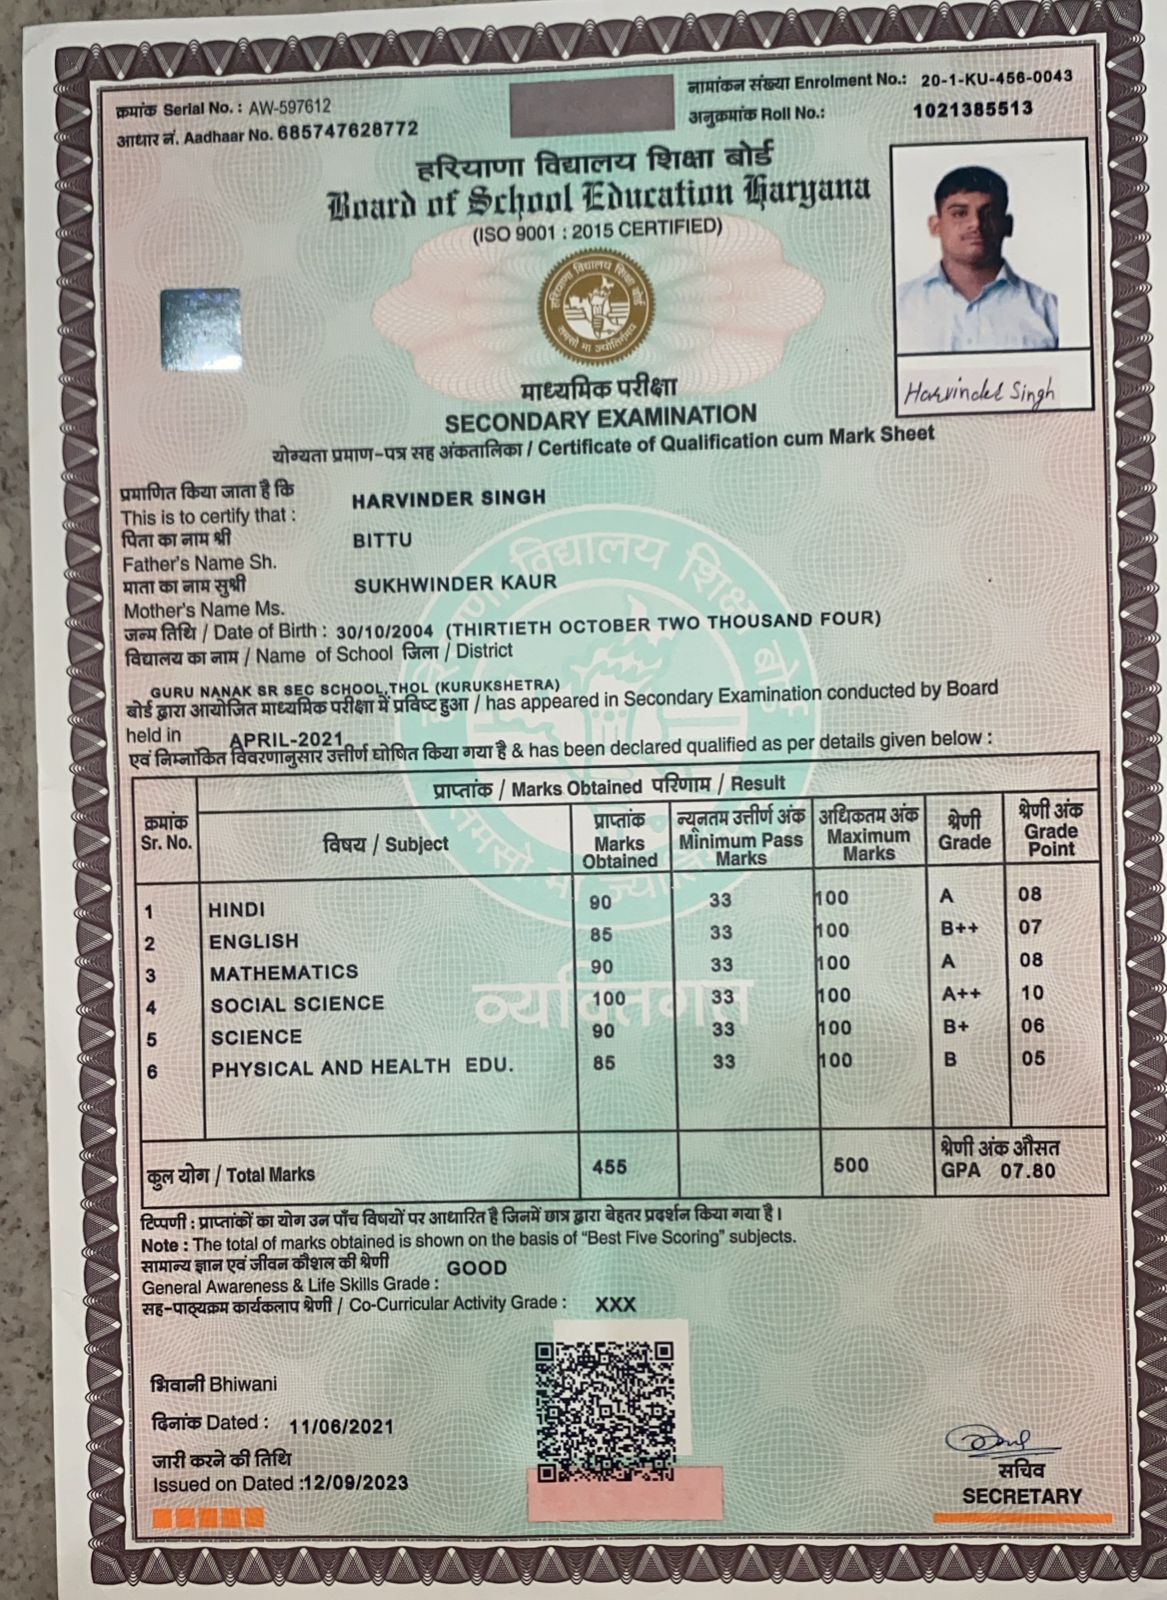 क्रमांक Serial No. : AW-597612
नामांकन संख्या Enrolment No.: 20-1-KU-456-0043
आधार नं. Aadhaar No. 685747628772
अनुक्रमांक Roll No.: 1021385513
हरियाणा विद्यालय शिक्षा बोर्ड
Board of School Education Haryana
(ISO 9001 : 2015 CERTIFIED)
हरियाणा विद्यालय शिक्षा बोर्ड
तमसो मा ज्योतिर्गमय
Harvinder Singh
माध्यमिक परीक्षा
SECONDARY EXAMINATION
योग्यता प्रमाण-पत्र सह अंकतालिका / Certificate of Qualification cum Mark Sheet
प्रमाणित किया जाता है कि
This is to certify that : HARVINDER SINGH
पिता का नाम श्री BITTU
Father's Name Sh.
माता का नाम सुश्री SUKHWINDER KAUR
Mother's Name Ms.
जन्म तिथि / Date of Birth : 30/10/2004 (THIRTIETH OCTOBER TWO THOUSAND FOUR)
विद्यालय का नाम / Name of School जिला / District
GURU NANAK SR SEC SCHOOL,THOL (KURUKSHETRA)
बोर्ड द्वारा आयोजित माध्यमिक परीक्षा में प्रविष्ट हुआ / has appeared in Secondary Examination conducted by Board
held in APRIL-2021
एवं निम्नांकित विवरणानुसार उत्तीर्ण घोषित किया गया है & has been declared qualified as per details given below :
प्राप्तांक / Marks Obtained परिणाम / Result
क्रमांक Sr. No. विषय / Subject प्राप्तांक Marks Obtained न्यूनतम उत्तीर्ण अंक Minimum Pass Marks अधिकतम अंक Maximum Marks श्रेणी Grade श्रेणी अंक Grade Point
1 HINDI 90 33 100 A 08
2 ENGLISH 85 33 100 B++ 07
3 MATHEMATICS 90 33 100 A 08
4 SOCIAL SCIENCE 100 33 100 A++ 10
5 SCIENCE 90 33 100 B+ 06
6 PHYSICAL AND HEALTH EDU. 85 33 100 B 05
व्यक्तिगत
श्रेणी अंक औसत
कुल योग / Total Marks 455 500 GPA 07.80
टिप्पणी : प्राप्तांकों का योग उन पाँच विषयों पर आधारित है जिनमें छात्र द्वारा बेहतर प्रदर्शन किया गया है।
Note : The total of marks obtained is shown on the basis of “Best Five Scoring” subjects.
सामान्य ज्ञान एवं जीवन कौशल की श्रेणी GOOD
General Awareness & Life Skills Grade :
सह-पाठ्यक्रम कार्यकलाप श्रेणी / Co-Curricular Activity Grade : XXX
भिवानी Bhiwani
दिनांक Dated : 11/06/2021
जारी करने की तिथि
Issued on Dated :12/09/2023
सचिव
SECRETARY